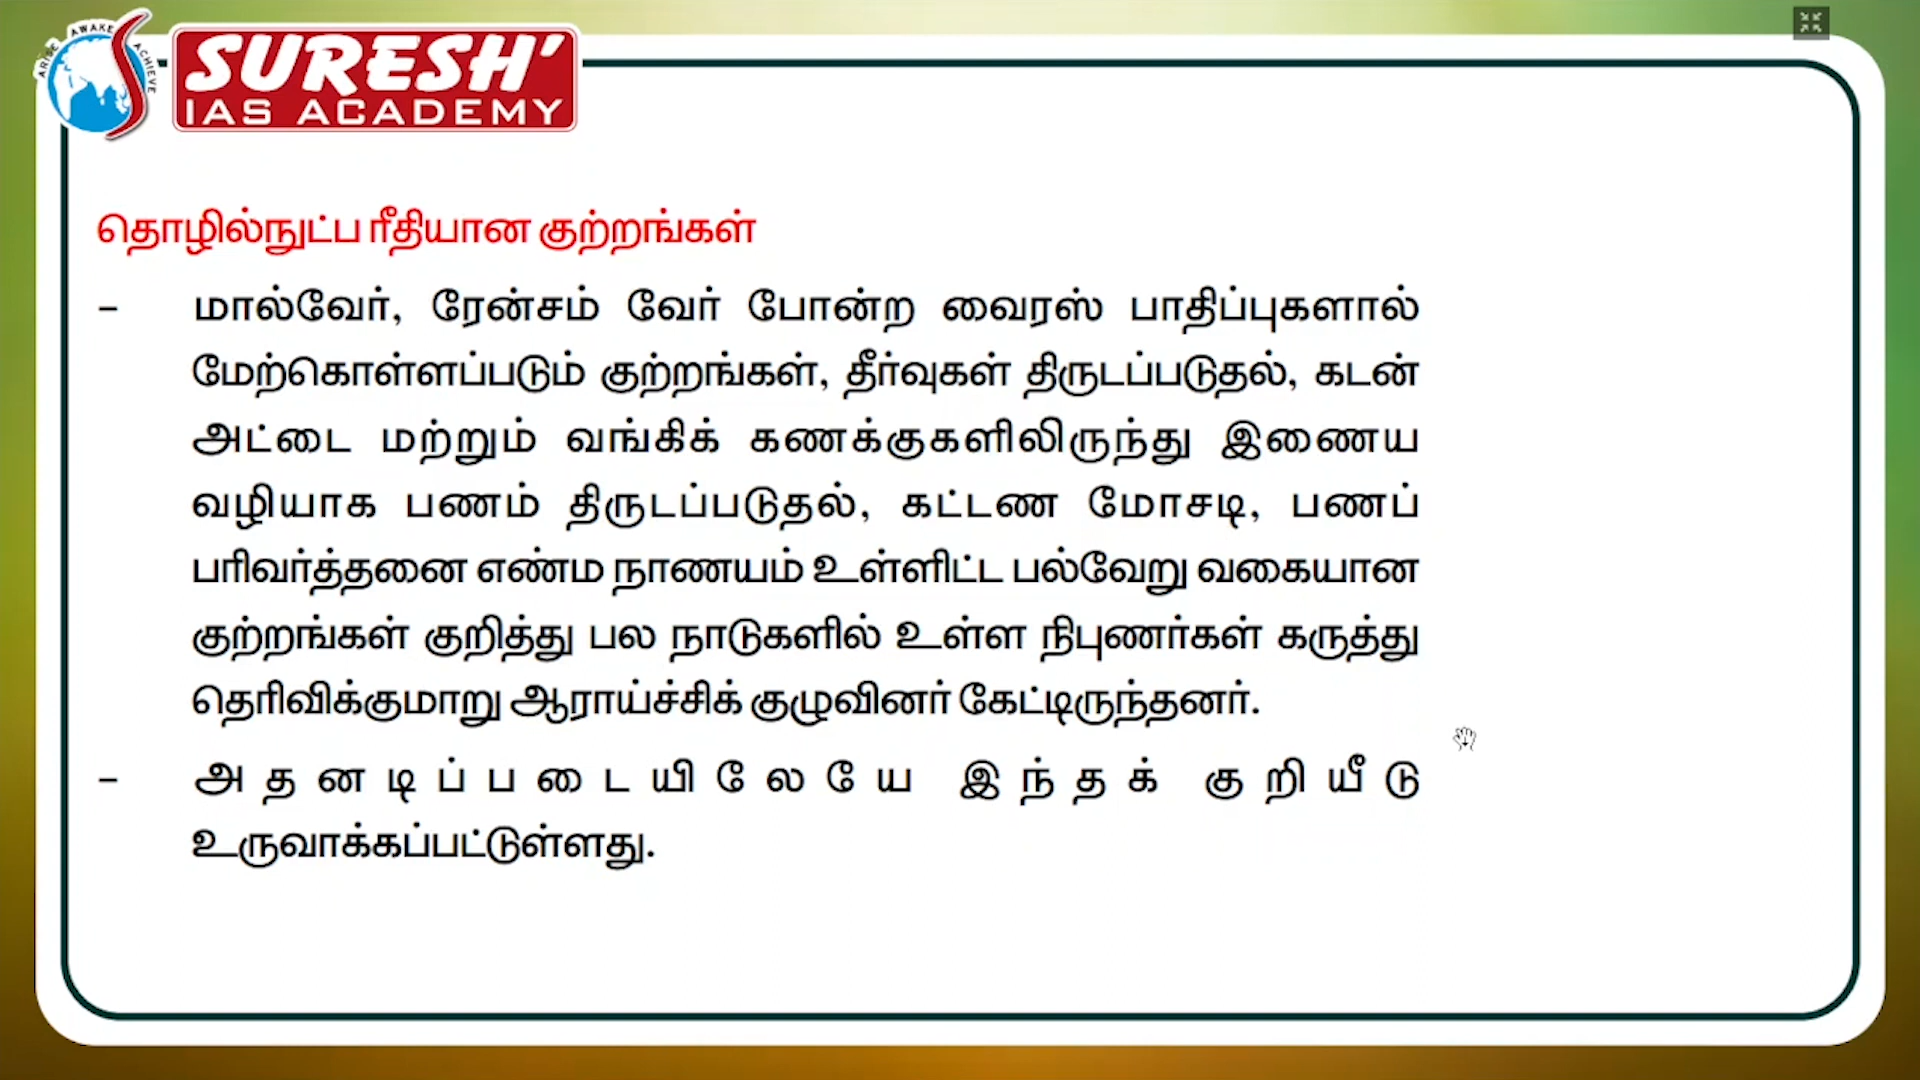 ARISE AWAKE ACHIEVE
SURESH'
IAS ACADEMY
தொழில்நுட்ப ரீதியான குற்றங்கள்
– மால்வேர், ரேன்சம் வேர் போன்ற வைரஸ் பாதிப்புகளால்
மேற்கொள்ளப்படும் குற்றங்கள், தீர்வுகள் திருடப்படுதல், கடன்
அட்டை மற்றும் வங்கிக் கணக்குகளிலிருந்து இணைய
வழியாக பணம் திருடப்படுதல், கட்டண மோசடி, பணப்
பரிவர்த்தனை எண்ம நாணயம் உள்ளிட்ட பல்வேறு வகையான
குற்றங்கள் குறித்து பல நாடுகளில் உள்ள நிபுணர்கள் கருத்து
தெரிவிக்குமாறு ஆராய்ச்சிக் குழுவினர் கேட்டிருந்தனர்.
– அதனடிப்படையிலேயே இந்தக் குறியீடு
உருவாக்கப்பட்டுள்ளது.